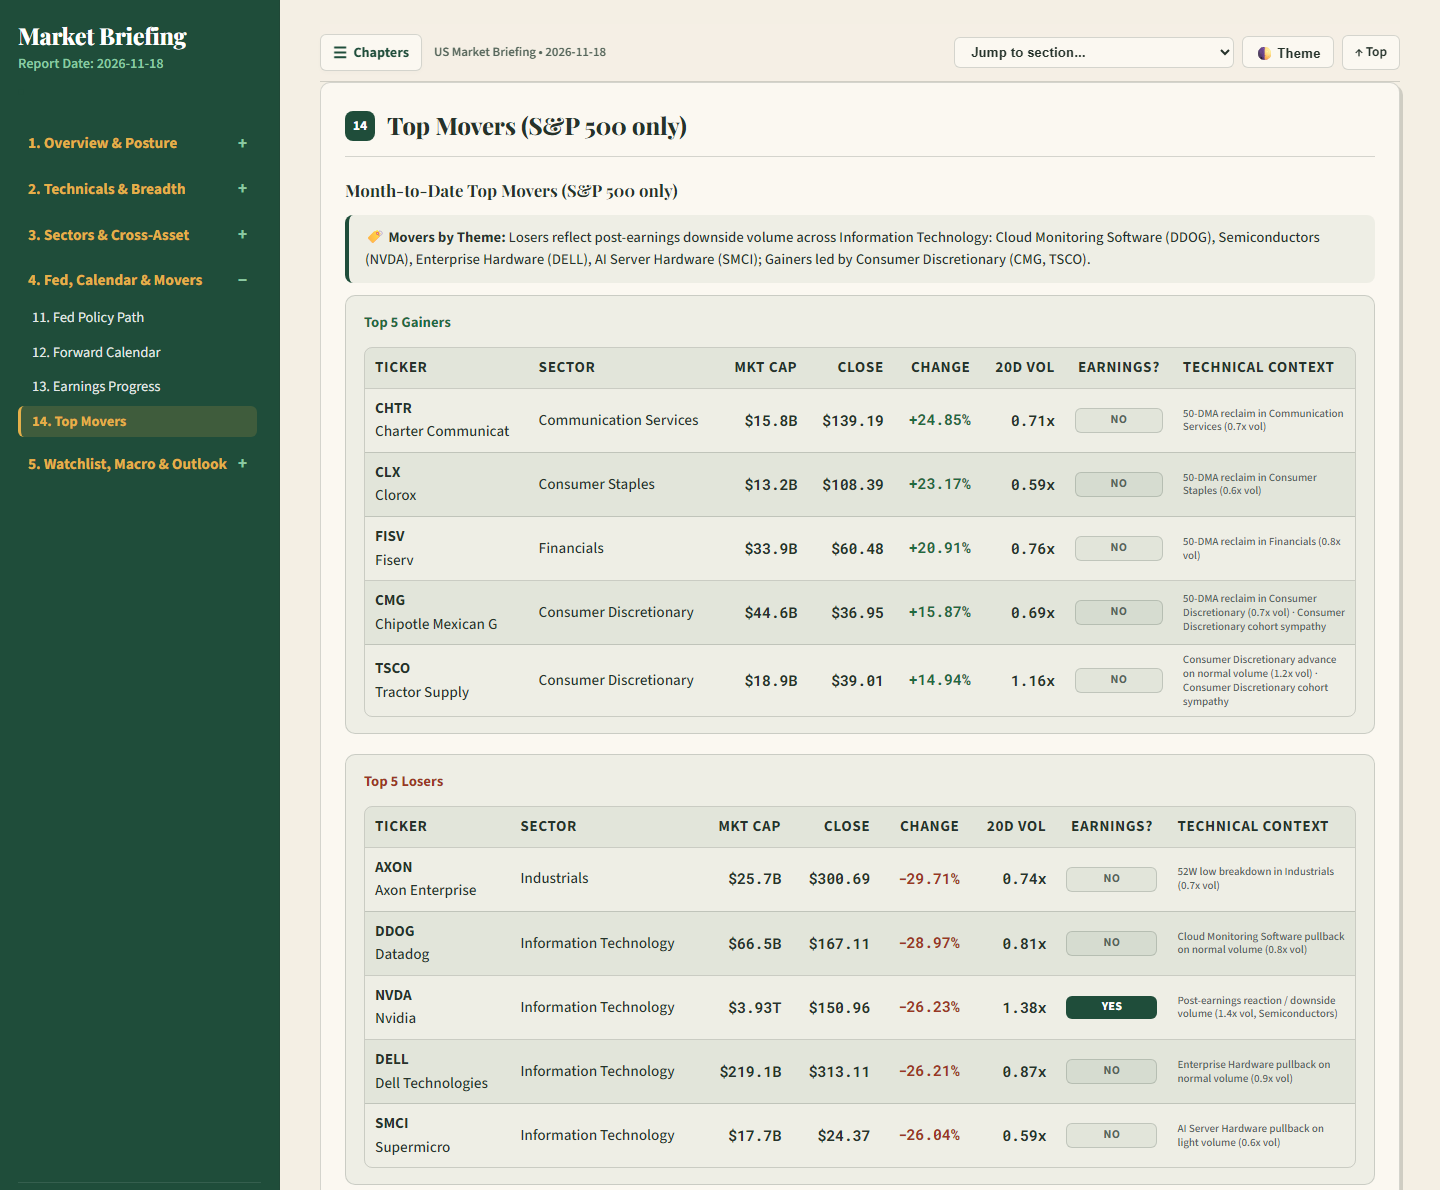 Market Briefing
Report Date: 2026-11-18
1. Overview & Posture +
2. Technicals & Breadth +
3. Sectors & Cross-Asset +
4. Fed, Calendar & Movers −
11. Fed Policy Path
12. Forward Calendar
13. Earnings Progress
14. Top Movers
5. Watchlist, Macro & Outlook +
☰ Chapters
US Market Briefing • 2026-11-18
Jump to section...
Theme
↑ Top
14 Top Movers (S&P 500 only)
Month-to-Date Top Movers (S&P 500 only)
Movers by Theme: Losers reflect post-earnings downside volume across Information Technology: Cloud Monitoring Software (DDOG), Semiconductors
(NVDA), Enterprise Hardware (DELL), AI Server Hardware (SMCI); Gainers led by Consumer Discretionary (CMG, TSCO).
Top 5 Gainers
TICKER SECTOR MKT CAP CLOSE CHANGE 20D VOL EARNINGS? TECHNICAL CONTEXT
CHTR
Charter Communicat
Communication Services $15.8B $139.19 +24.85% 0.71x NO
50-DMA reclaim in Communication
Services (0.7x vol)
CLX
Clorox
Consumer Staples $13.2B $108.39 +23.17% 0.59x NO
50-DMA reclaim in Consumer
Staples (0.6x vol)
FISV
Fiserv
Financials $33.9B $60.48 +20.91% 0.76x NO
50-DMA reclaim in Financials (0.8x
vol)
CMG
Chipotle Mexican G
Consumer Discretionary $44.6B $36.95 +15.87% 0.69x NO
50-DMA reclaim in Consumer
Discretionary (0.7x vol) · Consumer
Discretionary cohort sympathy
TSCO
Tractor Supply
Consumer Discretionary $18.9B $39.01 +14.94% 1.16x NO
Consumer Discretionary advance
on normal volume (1.2x vol) ·
Consumer Discretionary cohort
sympathy
Top 5 Losers
TICKER SECTOR MKT CAP CLOSE CHANGE 20D VOL EARNINGS? TECHNICAL CONTEXT
AXON
Axon Enterprise
Industrials $25.7B $300.69 −29.71% 0.74x NO
52W low breakdown in Industrials
(0.7x vol)
DDOG
Datadog
Information Technology $66.5B $167.11 −28.97% 0.81x NO
Cloud Monitoring Software pullback
on normal volume (0.8x vol)
NVDA
Nvidia
Information Technology $3.93T $150.96 −26.23% 1.38x YES
Post-earnings reaction / downside
volume (1.4x vol, Semiconductors)
DELL
Dell Technologies
Information Technology $219.1B $313.11 −26.21% 0.87x NO
Enterprise Hardware pullback on
normal volume (0.9x vol)
SMCI
Supermicro
Information Technology $17.7B $24.37 −26.04% 0.59x NO
AI Server Hardware pullback on
light volume (0.6x vol)